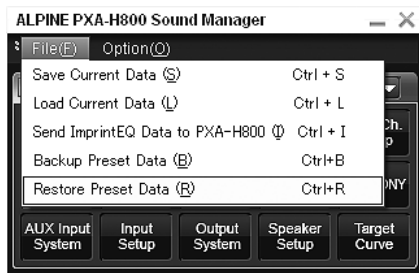 ALPINE PXA-H800 Sound Manager
File(F) Option(O)
Save Current Data (S) Ctrl + S
Load Current Data (L) Ctrl + L
Send ImprintEQ Data to PXA-H800 (I) Ctrl + I
Backup Preset Data (B) Ctrl+B
Restore Preset Data (R) Ctrl+R
Ch.
AUX Input System
Input Setup
Output System
Speaker Setup
Target Curve